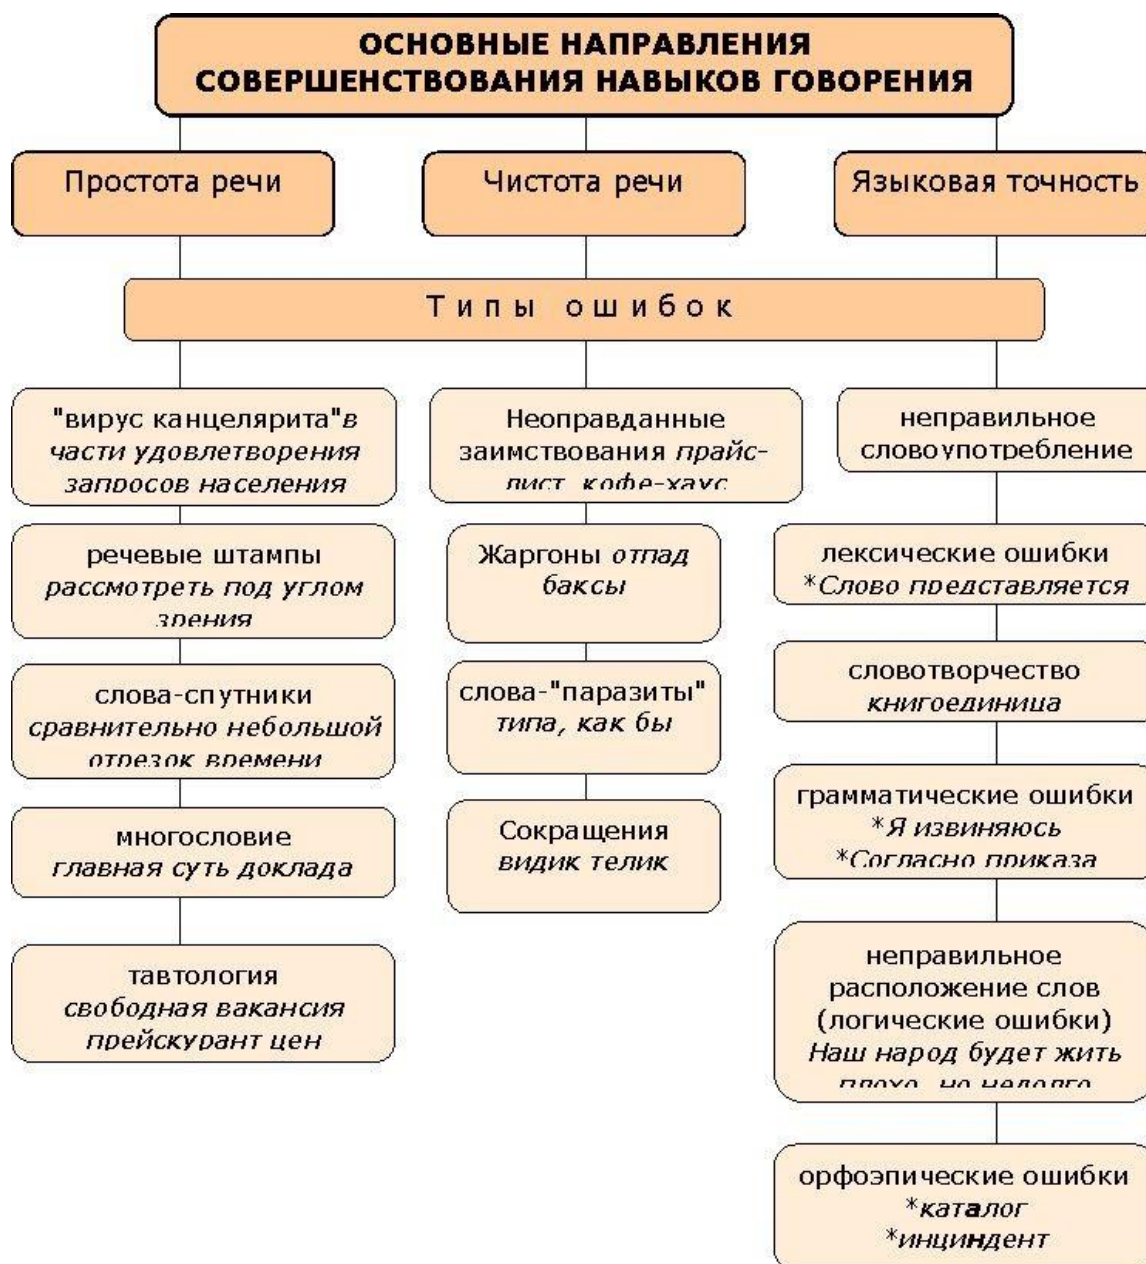 ОСНОВНЫЕ НАПРАВЛЕНИЯ
СОВЕРШЕНСТВОВАНИЯ НАВЫКОВ ГОВОРЕНИЯ
Простота речи
Чистота речи
Языковая точность
Типы ошибок
"вирус канцелярита"в
части удовлетворения
запросов населения
речевые штампы
рассмотреть под углом
зрения
слова-спутники
сравнительно небольшой
отрезок времени
многословие
главная суть доклада
тавтология
свободная вакансия
прейскурант цен
Неоправданные
заимствования прайс-
лист, кофе-хаус
Жаргоны отпад
баксы
слова-"паразиты"
типа, как бы
Сокращения
видик телик
неправильное
словоупотребление
лексические ошибки
*Слово представляется
словотворчество
книгоединица
грамматические ошибки
*Я извиняюсь
*Согласно приказа
неправильное
расположение слов
(логические ошибки)
Наш народ будет жить
плохо, но недолго
орфоэпические ошибки
*каталог
*инциндент